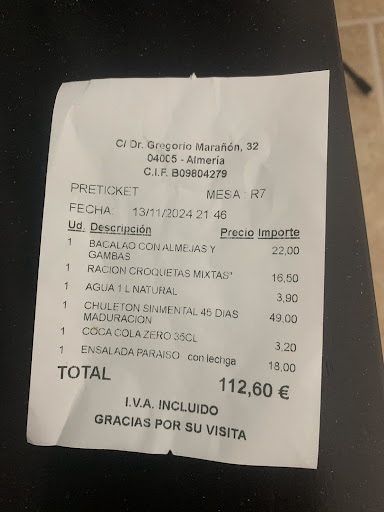 C/ Dr. Gregorio Marañón, 32
04005 - Almería
C.I.F. B09804279
PRETICKET MESA: R7
FECHA: 13/11/2024 21:46
Ud. Descripción Precio Importe
1 BACALAO CON ALMEJAS Y GAMBAS 22,00
1 RACION CROQUETAS MIXTAS" 16,50
1 AGUA 1 L NATURAL 3,90
1 CHULETON SINMENTAL 45 DIAS MADURACION 49,00
1 COCA COLA ZERO 35CL 3,20
1 ENSALADA PARAISO con lechga 18,00
TOTAL 112,60 €
I.V.A. INCLUIDO
GRACIAS POR SU VISITA